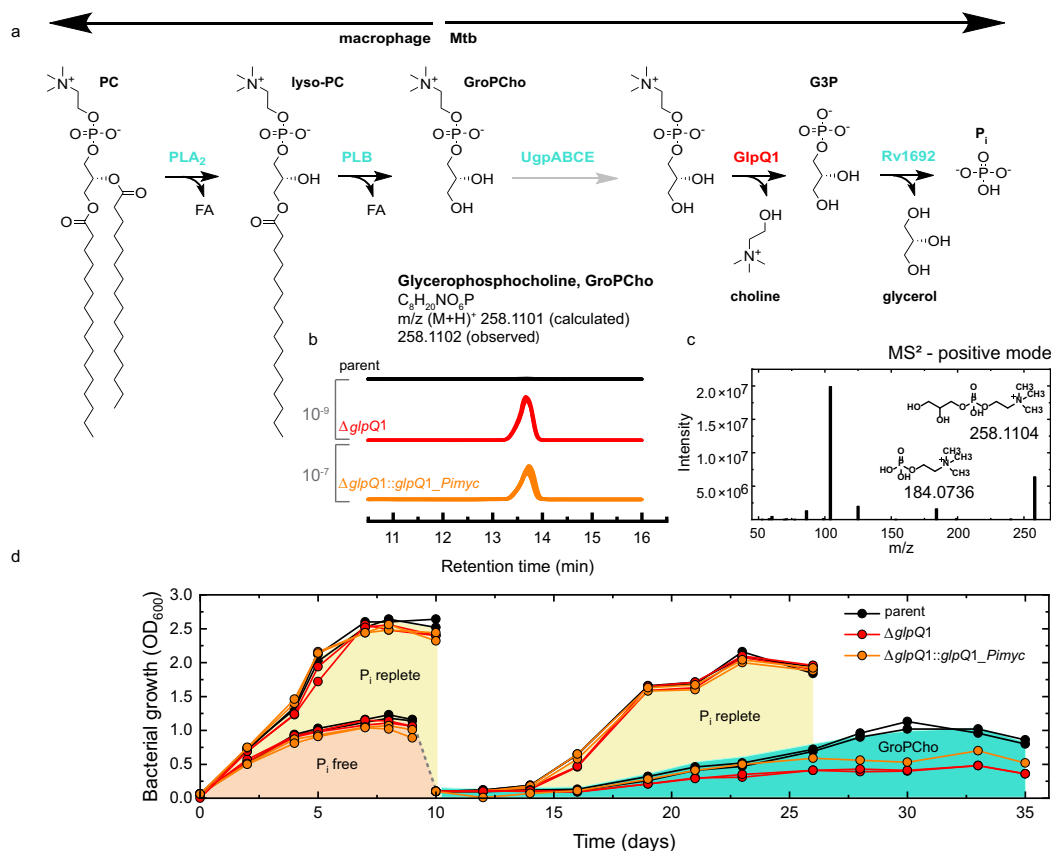 a
macrophage Mtb
PC lyso-PC GroPCho G3P
PLA2 PLB UgpABCE GlpQ1 Rv1692 Pi
FA FA
choline glycerol
Glycerophosphocholine, GroPCho
C8H20NO6P
m/z (M+H)+ 258.1101 (calculated)
258.1102 (observed)
b
parent
10-9
ΔglpQ1
10-7
ΔglpQ1::glpQ1_Pimyc
11 12 13 14 15 16
Retention time (min)
c
MS² - positive mode
2.0×10⁷
1.5×10⁷
1.0×10⁷
5.0×10⁶
Intensity
258.1104
184.0736
50 100 150 200 250
m/z
d
Bacterial growth (OD600)
3.0
2.5
2.0
1.5
1.0
0.5
0.0
Pi replete
Pi free
Pi replete
GroPCho
parent
ΔglpQ1
ΔglpQ1::glpQ1_Pimyc
0 5 10 15 20 25 30 35
Time (days)